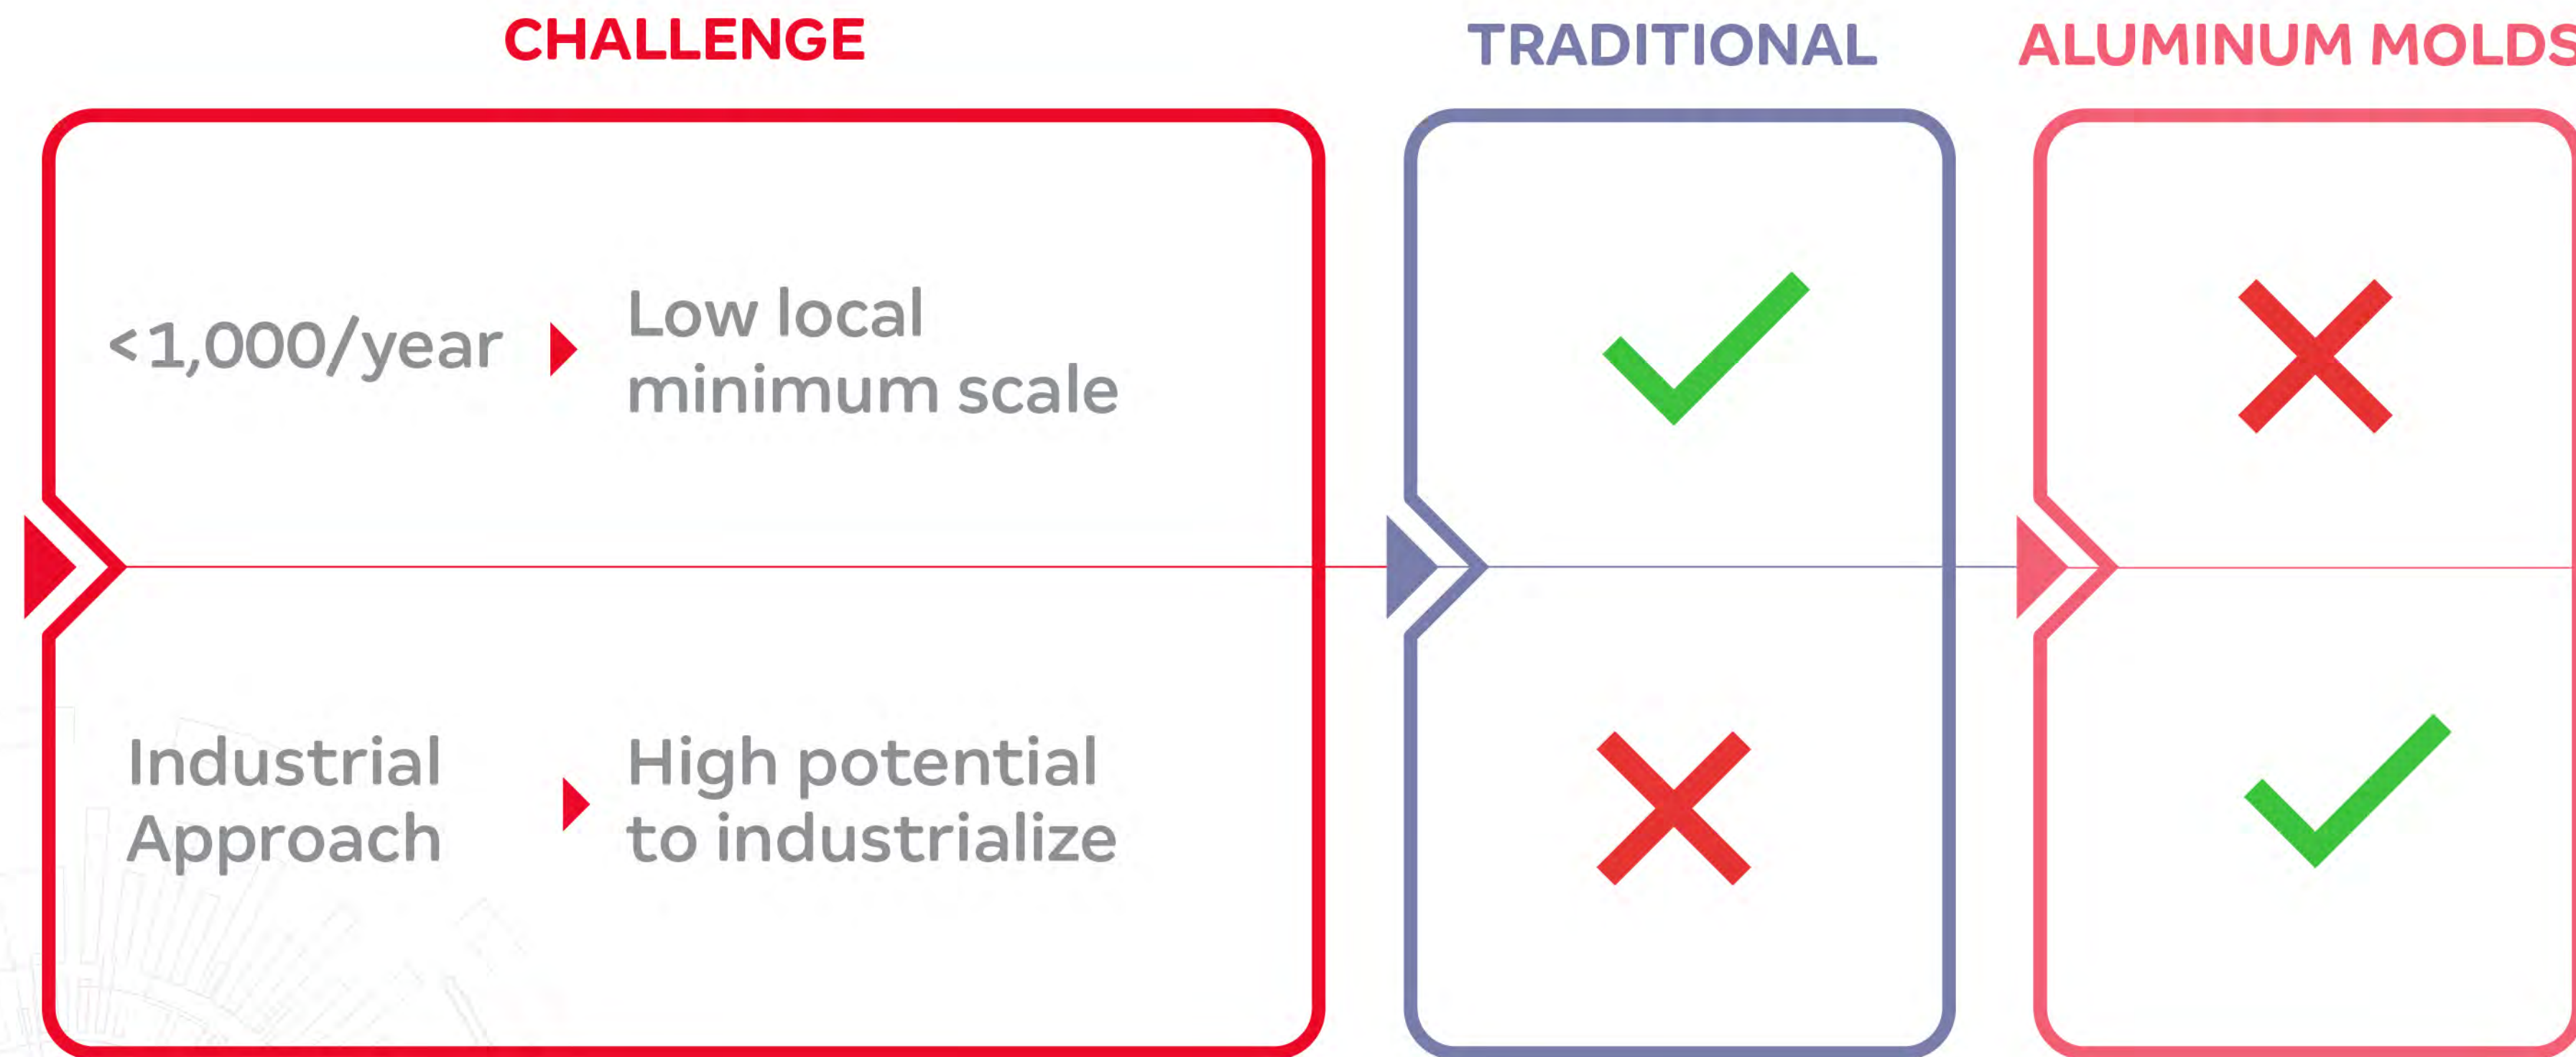 CHALLENGE
TRADITIONAL
ALUMINUM MOLDS
<1,000/year
Low local
minimum scale
Industrial
Approach
High potential
to industrialize